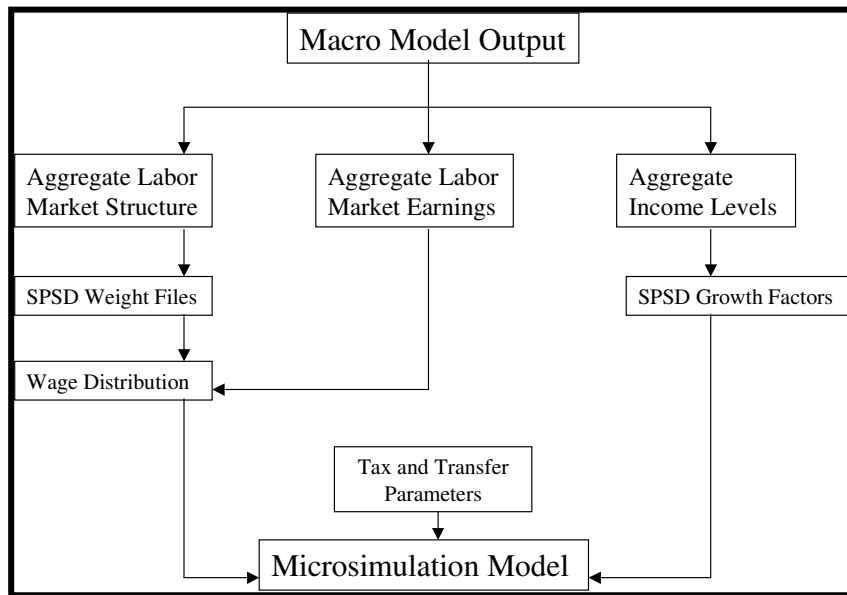 Macro Model Output
Aggregate Labor
Market Structure
Aggregate Labor
Market Earnings
Aggregate
Income Levels
SPSD Weight Files
SPSD Growth Factors
Wage Distribution
Tax and Transfer
Parameters
Microsimulation Model